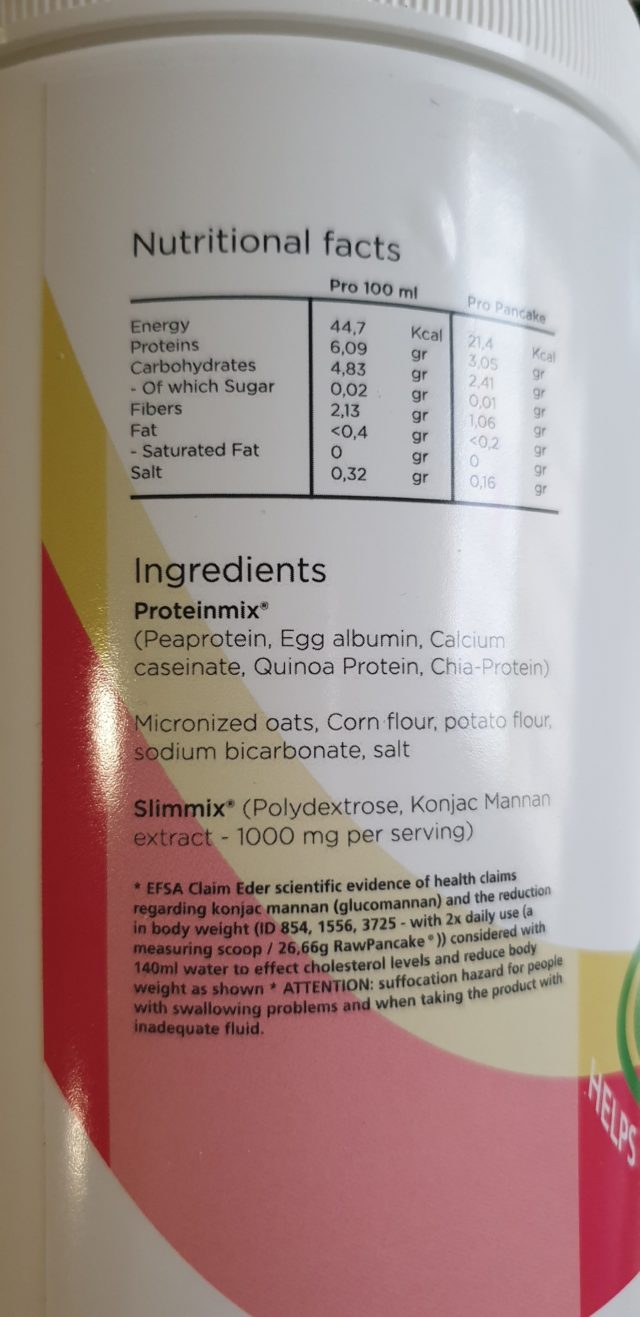 Nutritional facts
Pro 100 ml Pro Pancake
Energy 44,7 Kcal 21,4 Kcal
Proteins 6,09 gr 3,05 gr
Carbohydrates 4,83 gr 2,41 gr
- Of which Sugar 0,02 gr 0,01 gr
Fibers 2,13 gr 1,06 gr
Fat <0,4 gr <0,2 gr
- Saturated Fat 0 gr 0 gr
Salt 0,32 gr 0,16 gr
Ingredients
Proteinmix®
(Peaprotein, Egg albumin, Calcium
caseinate, Quinoa Protein, Chia-Protein)
Micronized oats, Corn flour, potato flour,
sodium bicarbonate, salt
Slimmix® (Polydextrose, Konjac Mannan
extract - 1000 mg per serving)
* EFSA Claim Eder scientific evidence of health claims
regarding konjac mannan (glucomannan) and the reduction
in body weight (ID 854, 1556, 3725 - with 2x daily use (a
measuring scoop / 26,66g RawPancake®)) considered with
140ml water to effect cholesterol levels and reduce body
weight as shown * ATTENTION: suffocation hazard for people
with swallowing problems and when taking the product with
inadequate fluid.
HELPS